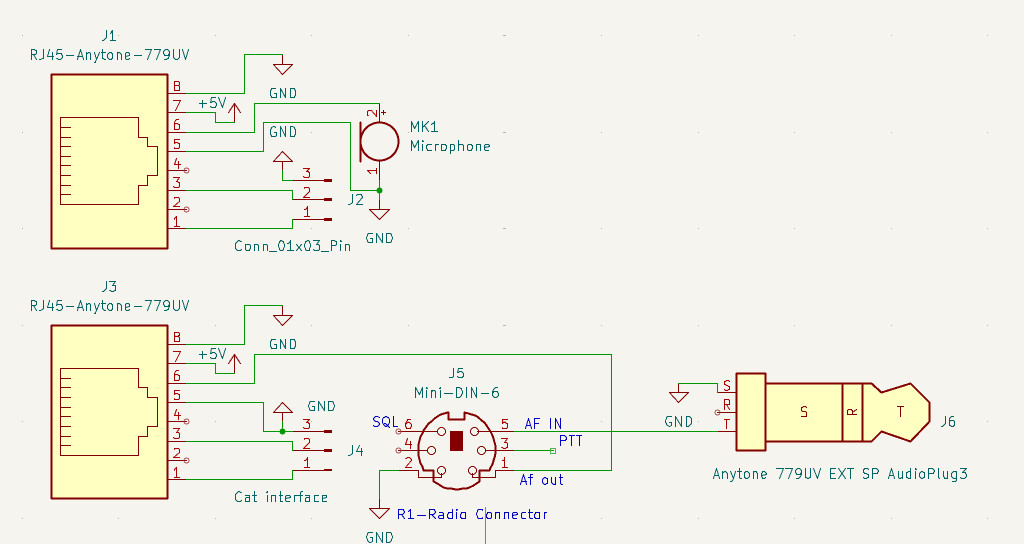 J1
RJ45-Anytone-779UV
8
7
6
5
4
3
2
1
+5V
GND
GND
2
+
1
MK1
Microphone
3
2
1
J2
GND
Conn_01x03_Pin
J3
RJ45-Anytone-779UV
8
7
6
5
4
3
2
1
+5V
GND
GND
3
2
1
J4
Cat interface
J5
Mini-DIN-6
SQL
6
4
2
5
3
1
AF IN
PTT
Af out
R1-Radio Connector
GND
GND
S
R
T
S
R
T
J6
Anytone 779UV EXT SP AudioPlug3